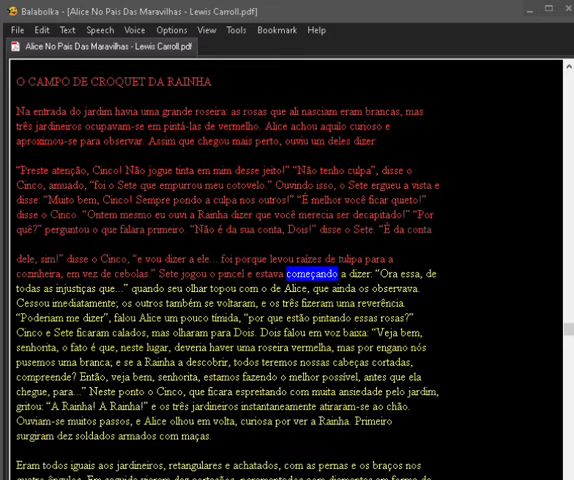 Balabolka - [Alice No Pais Das Maravilhas - Lewis Carroll.pdf]
File Edit Text Speech Voice Options View Tools Bookmark Help
Alice No Pais Das Maravilhas - Lewis Carroll.pdf
O CAMPO DE CROQUET DA RAINHA
Na entrada do jardim havia uma grande roseira: as rosas que ali nasciam eram brancas, mas
três jardineiros ocupavam-se em pintá-las de vermelho. Alice achou aquilo curioso e
aproximou-se para observar. Assim que chegou mais perto, ouviu um deles dizer:
“Preste atenção, Cinco! Não jogue tinta em mim desse jeito!” “Não tenho culpa”, disse o
Cinco, amuado, “foi o Sete que empurrou meu cotovelo.” Ouvindo isso, o Sete ergueu a vista e
disse: “Muito bem, Cinco! Sempre pondo a culpa nos outros!” “É melhor você ficar quieto!”
disse o Cinco. “Ontem mesmo eu ouvi a Rainha dizer que você merecia ser decapitado!” “Por
quê?” perguntou o que falara primeiro. “Não é da sua conta, Dois!” disse o Sete. “É da conta
dele, sim!” disse o Cinco, “e vou dizer a ele... foi porque levou raízes de tulipa para a
cozinheira, em vez de cebolas.” Sete jogou o pincel e estava começando a dizer: “Ora essa, de
todas as injustiças que...” quando seu olhar topou com o de Alice, que ainda os observava.
Cessou imediatamente; os outros também se voltaram, e os três fizeram uma reverência.
“Poderiam me dizer”, falou Alice um pouco tímida, “por que estão pintando essas rosas?”
Cinco e Sete ficaram calados, mas olharam para Dois. Dois falou em voz baixa: “Veja bem,
senhorita, o fato é que, neste lugar, deveria haver uma roseira vermelha, mas por engano nós
pusemos uma branca; e se a Rainha a descobrir, todos teremos nossas cabeças cortadas,
compreende? Então, veja bem, senhorita, estamos fazendo o melhor possível, antes que ela
chegue, para...” Neste ponto o Cinco, que ficara espreitando com muita ansiedade pelo jardim,
gritou: “A Rainha! A Rainha!” e os três jardineiros instantaneamente atiraram-se ao chão.
Ouviam-se muitos passos, e Alice olhou em volta, curiosa por ver a Rainha. Primeiro
surgiram dez soldados armados com maças.
Eram todos iguais aos jardineiros, retangulares e achatados, com as pernas e os braços nos
quatro ângulos. Em seguida vieram dez cortesãos, ornamentados com diamantes em forma de